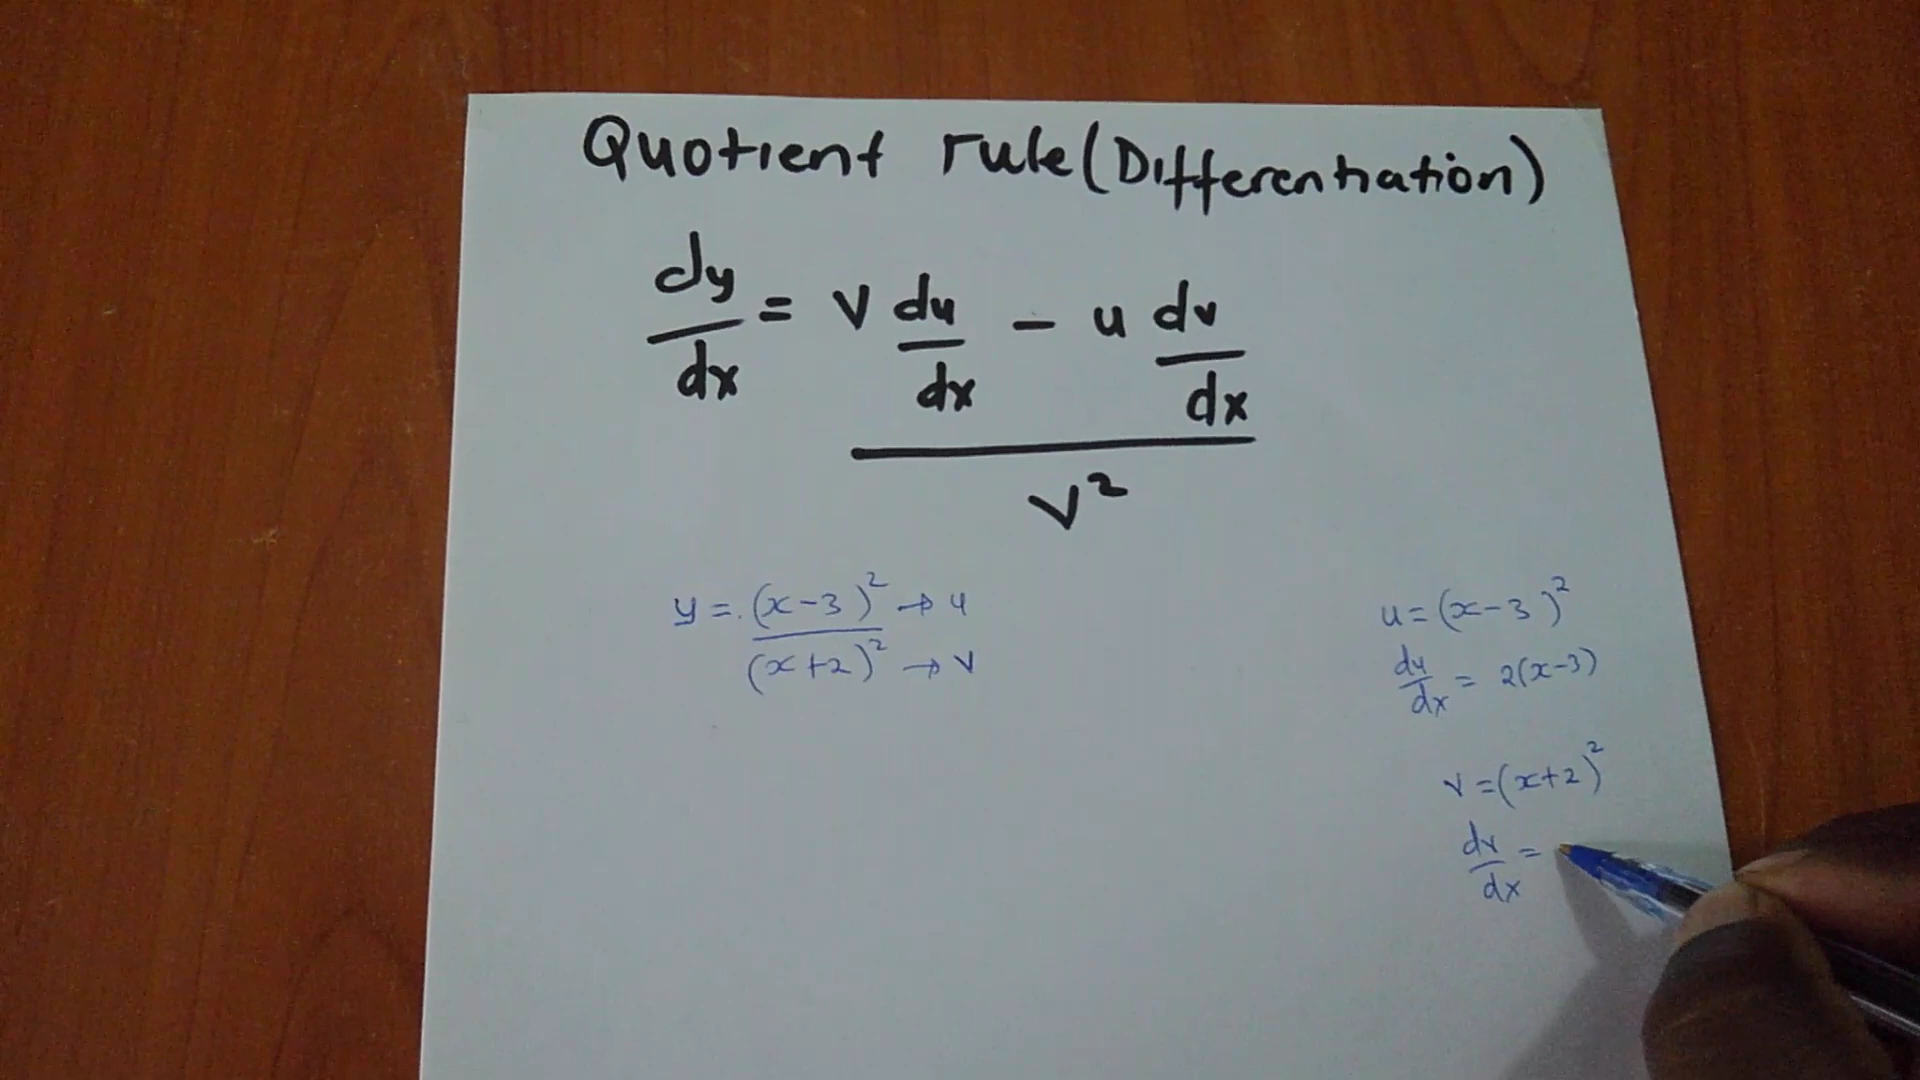 Quotient rule (Differentiation)
dy/dx = v du/dx - u dv/dx
v²
y = (x-3)² → u
(x+2)² → v
u = (x-3)²
du/dx = 2(x-3)
v = (x+2)²
dv/dx =